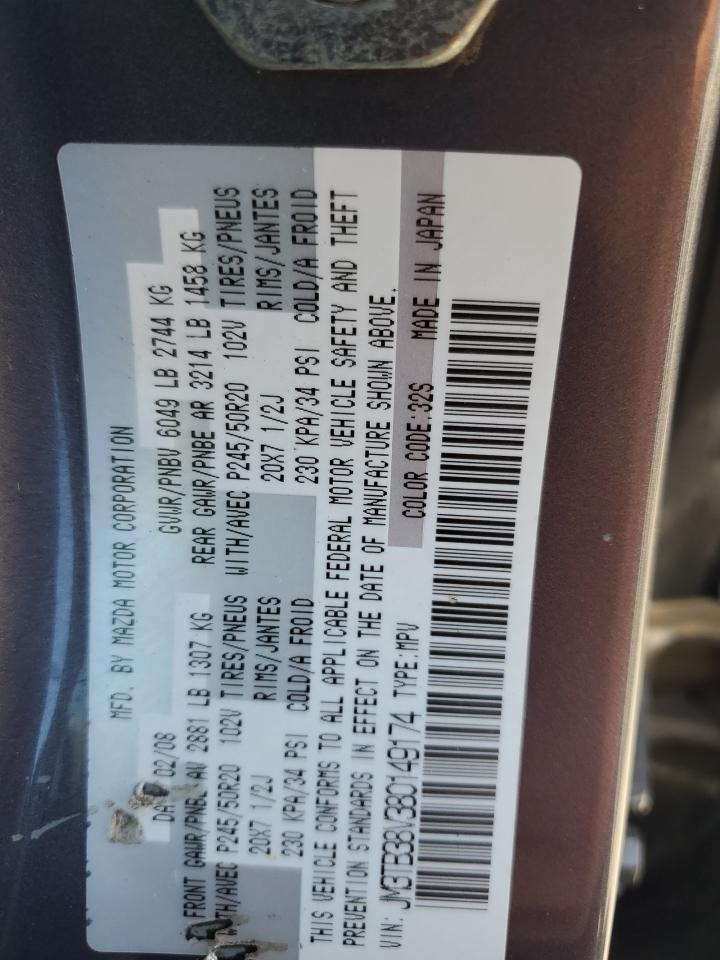 MFD. BY MAZDA MOTOR CORPORATION
02/08 GVWR/PNBV 6049 LB 2744 KG
FRONT GAWR/PNBE AV 2881 LB 1307 KG REAR GAWR/PNBE AR 3214 LB 1458 KG
WITH/AVEC P245/50R20 102V TIRES/PNEUS WITH/AVEC P245/50R20 102V TIRES/PNEUS
20X7 1/2J RIMS/JANTES 20X7 1/2J RIMS/JANTES
230 KPA/34 PSI COLD/A FROID 230 KPA/34 PSI COLD/A FROID
THIS VEHICLE CONFORMS TO ALL APPLICABLE FEDERAL MOTOR VEHICLE SAFETY AND THEFT
PREVENTION STANDARDS IN EFFECT ON THE DATE OF MANUFACTURE SHOWN ABOVE.
VIN: JM3TB38V380149174 TYPE:MPV COLOR CODE:32S MADE IN JAPAN